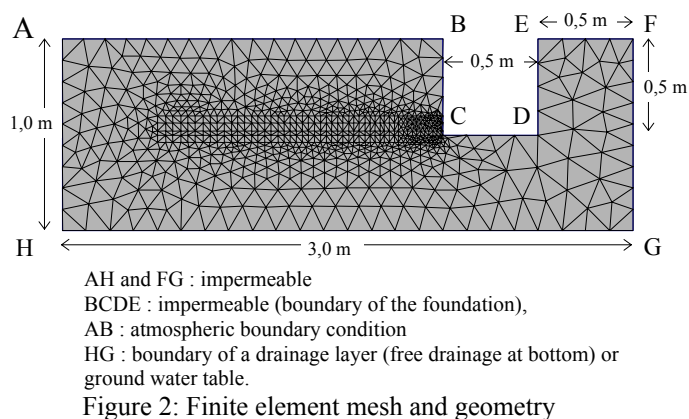 A B E 0,5 m F
0,5 m
0,5 m
1,0 m
C D
H 3,0 m G
AH and FG : impermeable
BCDE : impermeable (boundary of the foundation),
AB : atmospheric boundary condition
HG : boundary of a drainage layer (free drainage at bottom) or
ground water table.
Figure 2: Finite element mesh and geometry